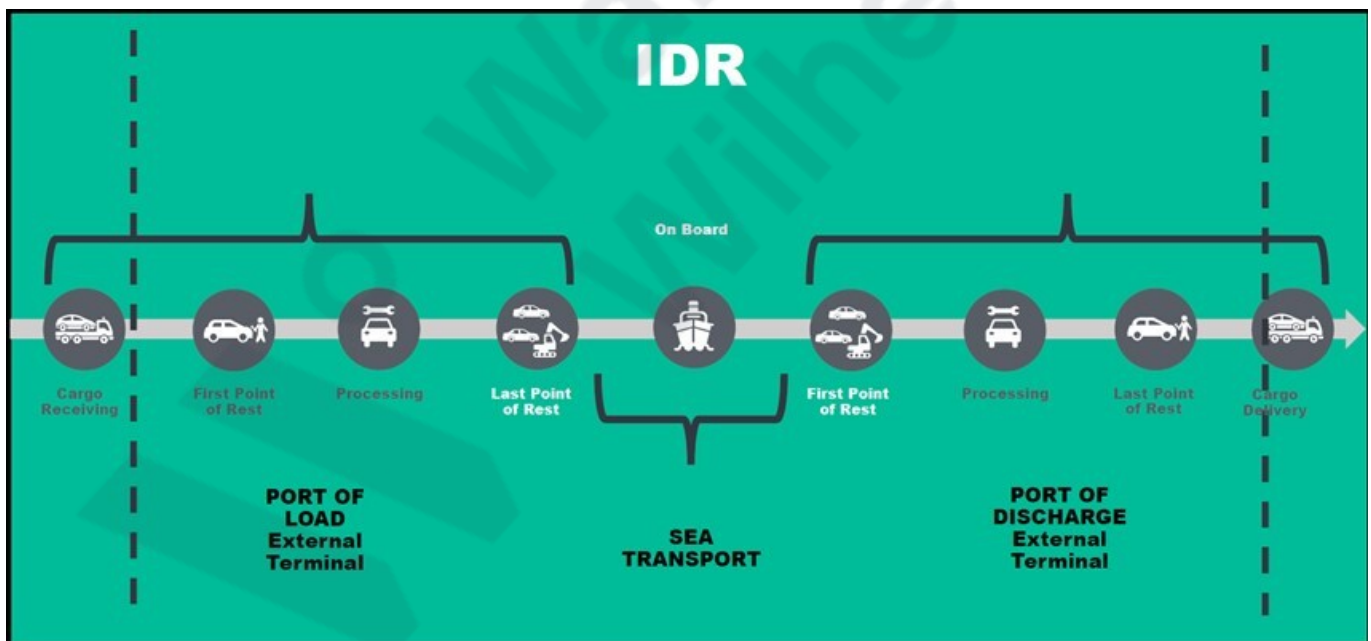 IDR
On Board
Cargo
Receiving
First Point
of Rest
Processing
Last Point
of Rest
First Point
of Rest
Processing
Last Point
of Rest
Cargo
Delivery
PORT OF
LOAD
External
Terminal
SEA
TRANSPORT
PORT OF
DISCHARGE
External
Terminal